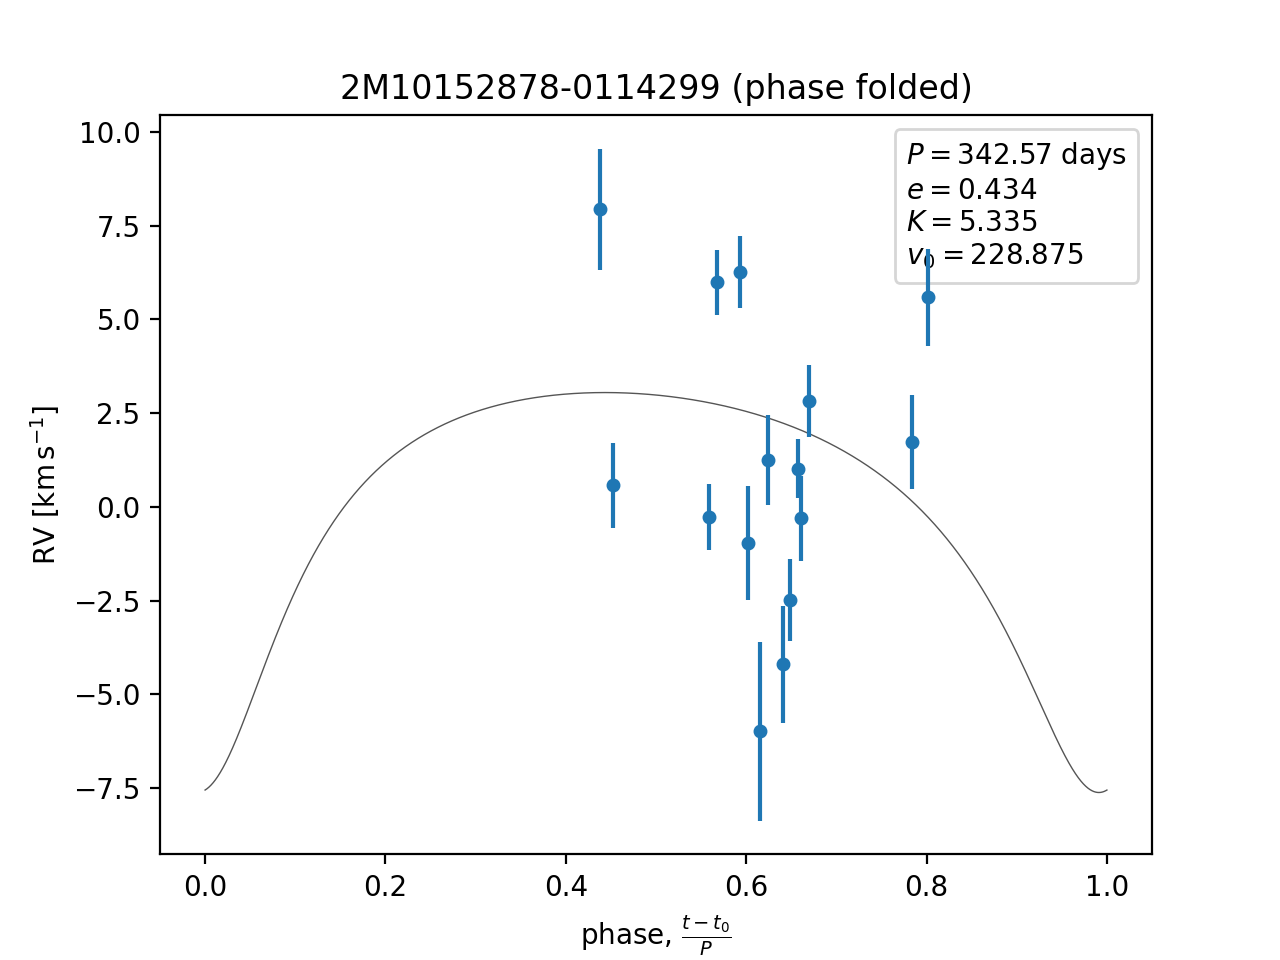 2M10152878-0114299 (phase folded)
P = 342.57 days
e = 0.434
K = 5.335
v₀ = 228.875
10.0
7.5
5.0
2.5
0.0
−2.5
−5.0
−7.5
RV [km s⁻¹]
0.0 0.2 0.4 0.6 0.8 1.0
phase, (t − t₀)/P